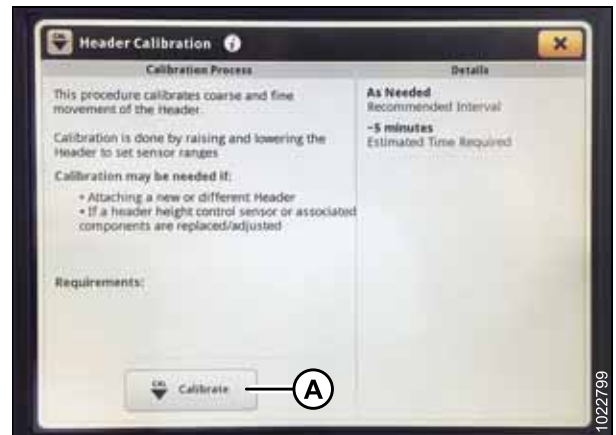 Header Calibration
Calibration Process
This procedure calibrates coarse and fine
movement of the Header
Calibration is done by raising and lowering the
Header to set sensor ranges
Calibration may be needed if:
• Attaching a new or different Header
• If a header height control sensor or associated
components are replaced/adjusted
Requirements:
CAL Calibrate
A
Details
As Needed
Recommended Interval
~5 minutes
Estimated Time Required
1022799